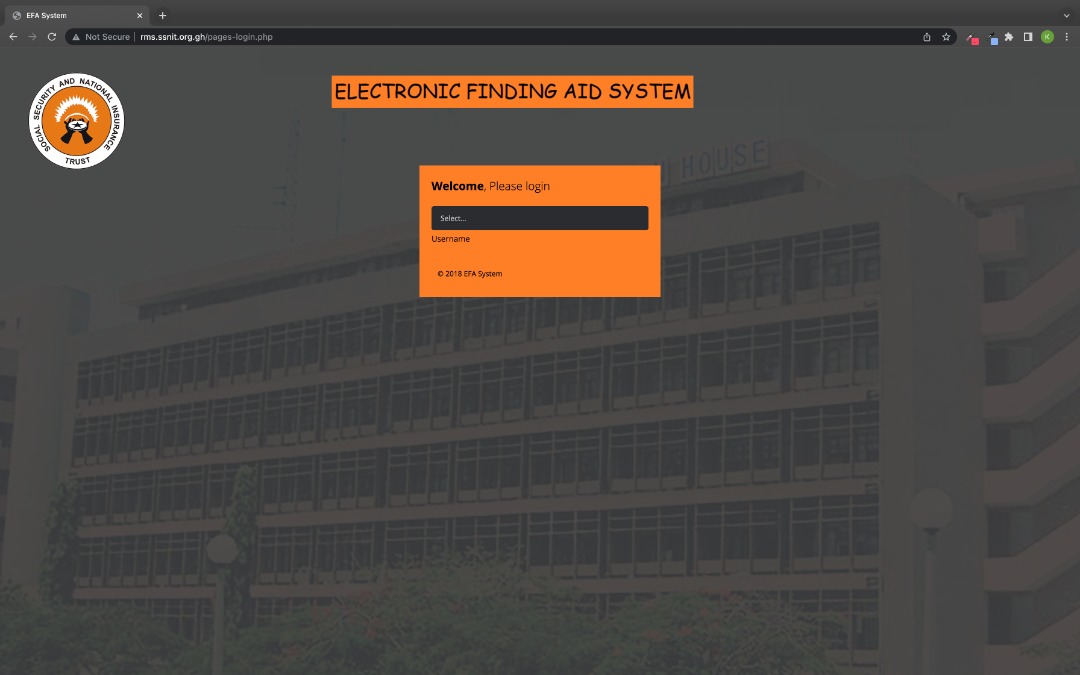 EFA System
Not Secure
rms.ssnit.org.gh/pages-login.php
K
SOCIAL SECURITY AND NATIONAL INSURANCE TRUST
ELECTRONIC FINDING AID SYSTEM
HOUSE
Welcome, Please login
Select...
Username
© 2018 EFA System